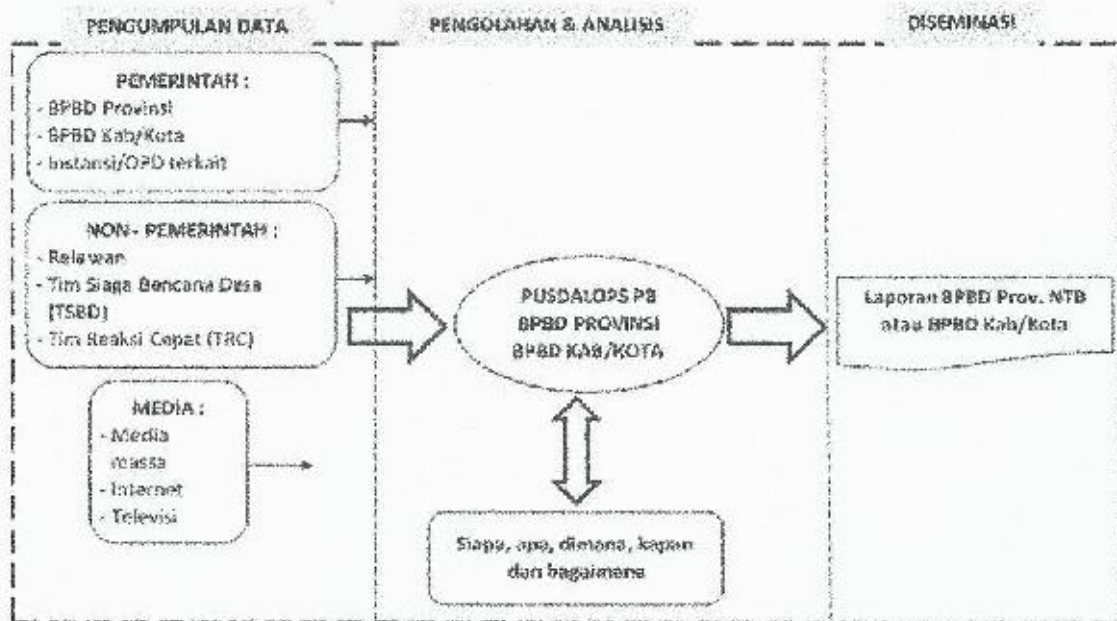 PENGUMPULAN DATA
PENGOLAHAN & ANALISIS
DISEMINASI
PEMERINTAH :
- BPBD Provinsi
- BPBD Kab/Kota
- Instansi/OPD terkait
NON - PEMERINTAH :
- Relawan
- Tim Siaga Bencana Desa
(TSBD)
- Tim Reaksi Cepat (TRC)
MEDIA :
- Media
massa
- Internet
- Televisi
PUSDALOPS PB
BPBD PROVINSI
BPBD KAB/KOTA
Siapa, apa, dimana, kapan
dan bagaimana
Laporan BPBD Prov. NTB
atau BPBD Kab/Kota